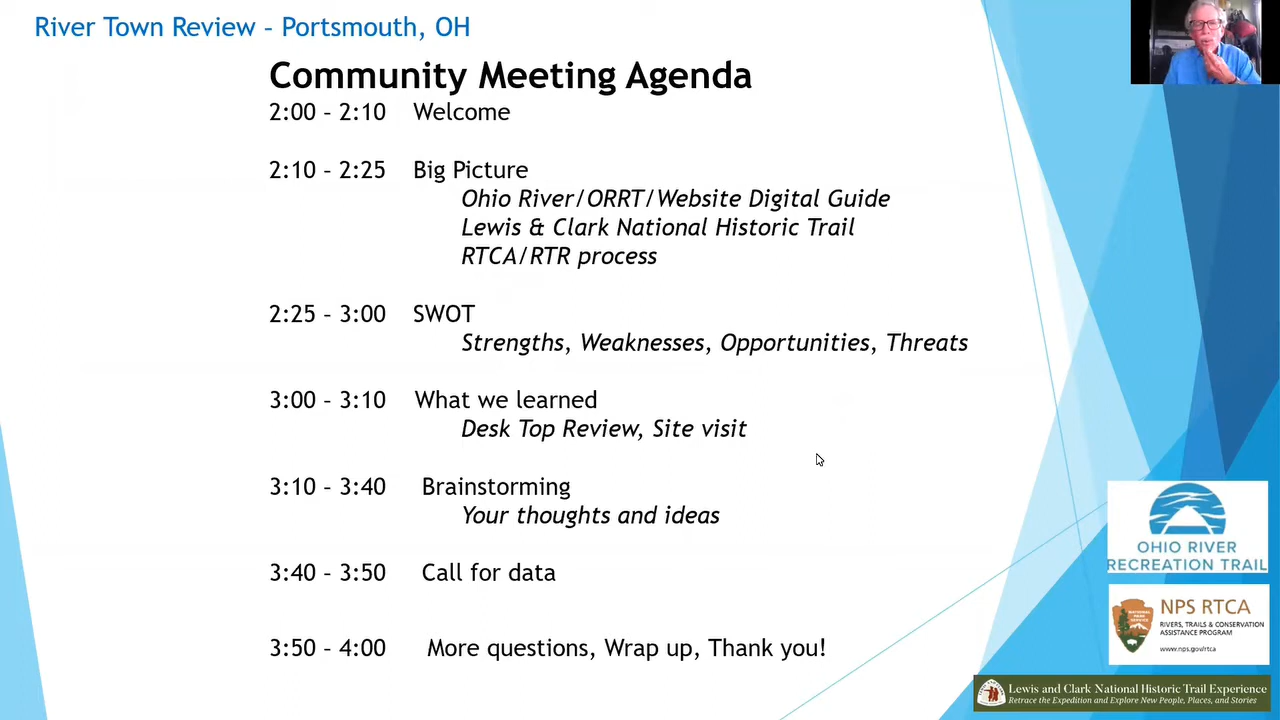 River Town Review – Portsmouth, OH
Community Meeting Agenda
2:00 – 2:10 Welcome
2:10 – 2:25 Big Picture
Ohio River/ORRT/Website Digital Guide
Lewis & Clark National Historic Trail
RTCA/RTR process
2:25 – 3:00 SWOT
Strengths, Weaknesses, Opportunities, Threats
3:00 – 3:10 What we learned
Desk Top Review, Site visit
3:10 – 3:40 Brainstorming
Your thoughts and ideas
3:40 – 3:50 Call for data
3:50 – 4:00 More questions, Wrap up, Thank you!
OHIO RIVER
RECREATION TRAIL
NPS RTCA
RIVERS, TRAILS & CONSERVATION
ASSISTANCE PROGRAM
www.nps.gov/rtca
Lewis and Clark National Historic Trail Experience
Retrace the Expedition and Explore New People, Places, and Stories